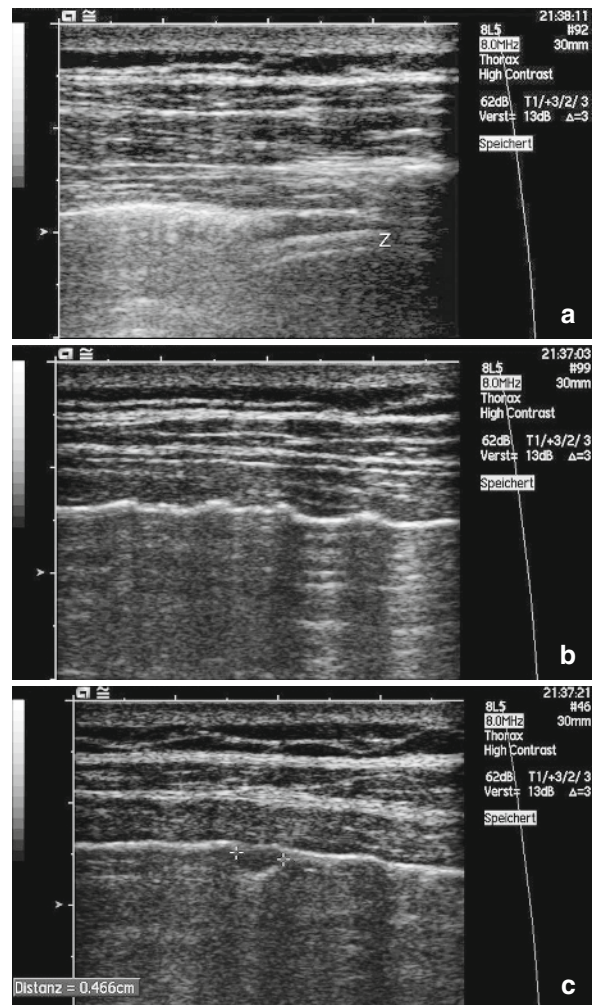 21:38:11
8L5 #92
8.0MHz 30mm
Thorax
High Contrast
62dB T1/+3/2/ 3
Verst= 13dB Δ=3
Speichert
Z
a
21:37:03
8L5 #99
8.0MHz 30mm
Thorax
High Contrast
62dB T1/+3/2/ 3
Verst= 13dB Δ=3
Speichert
b
21:37:21
8L5 #46
8.0MHz 30mm
Thorax
High Contrast
62dB T1/+3/2/ 3
Verst= 13dB Δ=3
Speichert
Distanz = 0.466cm
c